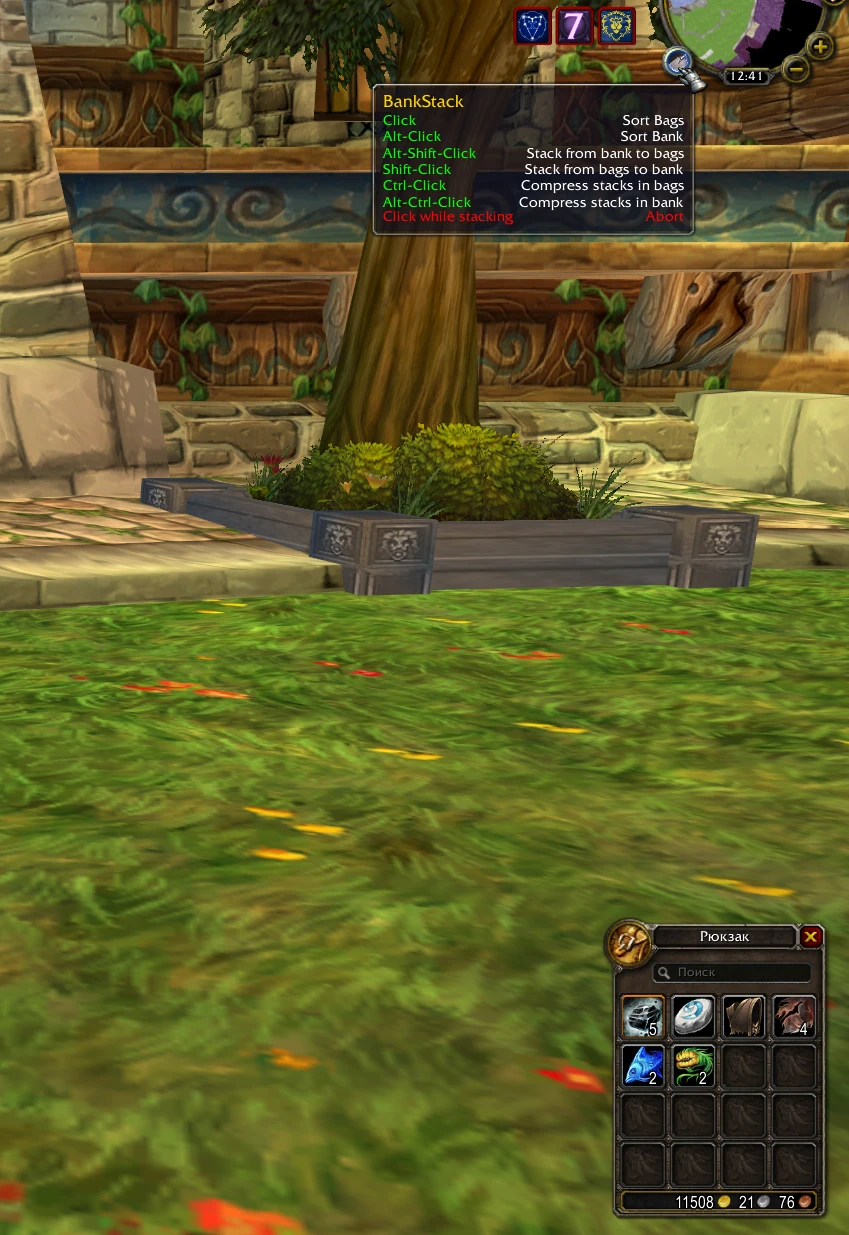 7
12:41
BankStack
Click Sort Bags
Alt-Click Sort Bank
Alt-Shift-Click Stack from bank to bags
Shift-Click Stack from bags to bank
Ctrl-Click Compress stacks in bags
Alt-Ctrl-Click Compress stacks in bank
Click while stacking Abort
Рюкзак
Поиск
5 4
2 2
11508 21 76